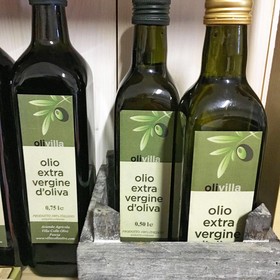 olivilla
olio
extra
vergine
d'oliva
0,75 l e
olivilla
olio
extra
vergine
d'oliva
0.50 l e
olivilla
olio
extra
vergine